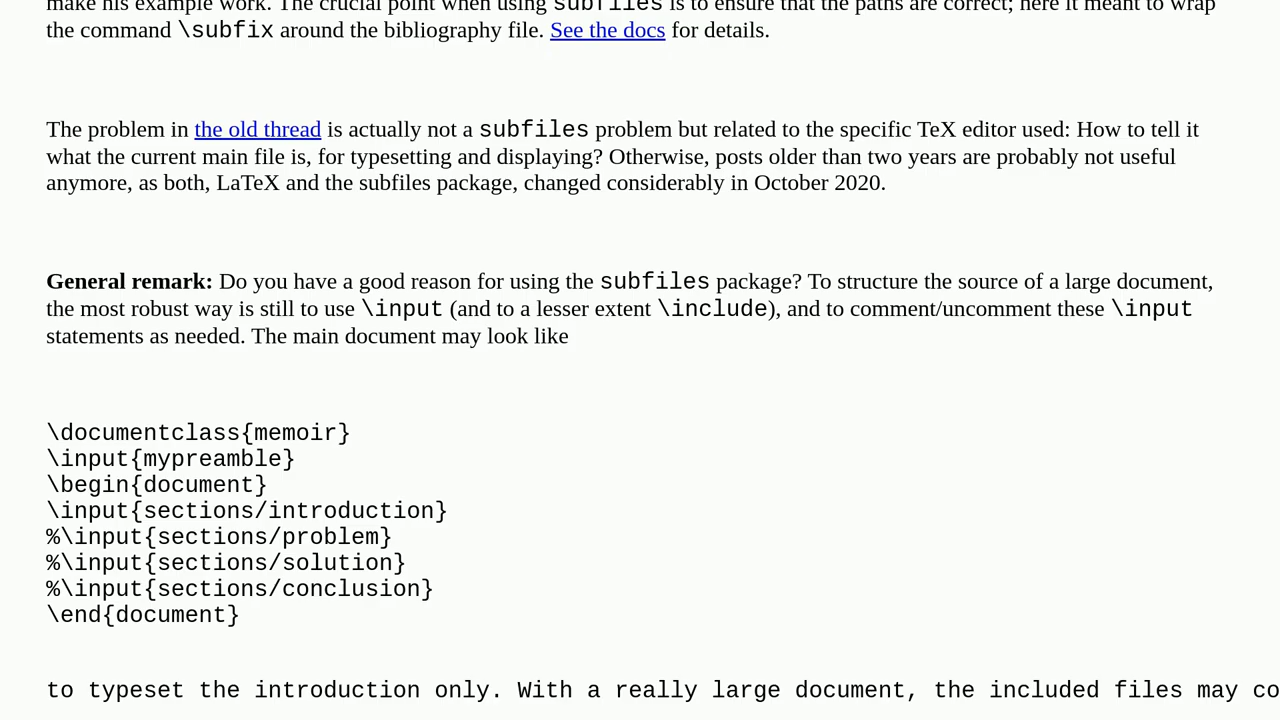 make his example work. The crucial point when using subfiles is to ensure that the paths are correct; here it meant to wrap
the command \subfix around the bibliography file. See the docs for details.
The problem in the old thread is actually not a subfiles problem but related to the specific TeX editor used: How to tell it
what the current main file is, for typesetting and displaying? Otherwise, posts older than two years are probably not useful
anymore, as both, LaTeX and the subfiles package, changed considerably in October 2020.
General remark: Do you have a good reason for using the subfiles package? To structure the source of a large document,
the most robust way is still to use \input (and to a lesser extent \include), and to comment/uncomment these \input
statements as needed. The main document may look like
\documentclass{memoir}
\input{mypreamble}
\begin{document}
\input{sections/introduction}
%\input{sections/problem}
%\input{sections/solution}
%\input{sections/conclusion}
\end{document}
to typeset the introduction only. With a really large document, the included files may co